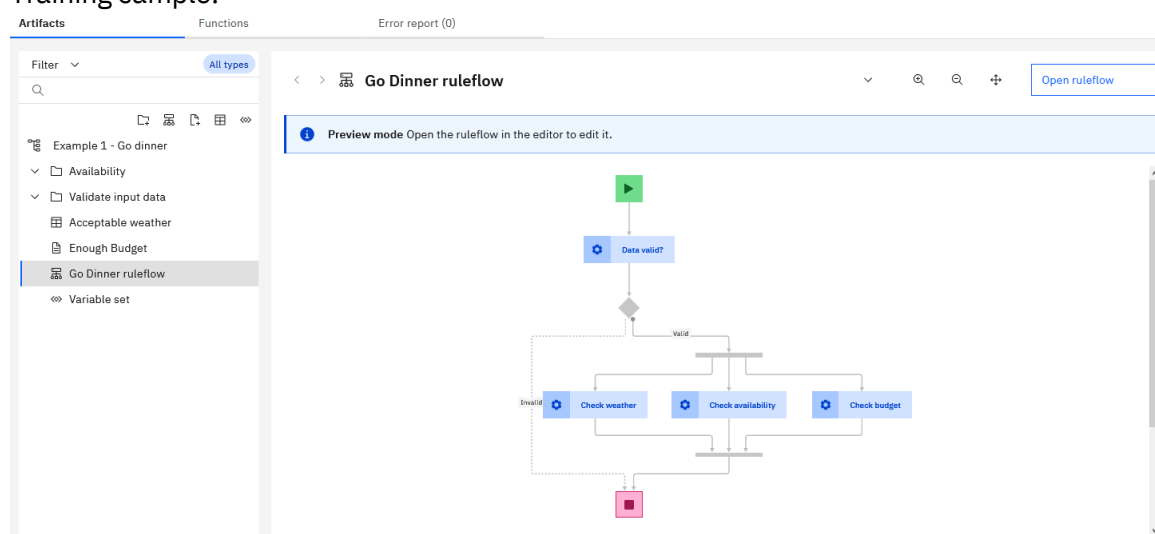 Training sample:
Artifacts Functions Error report (0)
Filter All types
Go Dinner ruleflow
Open ruleflow
Preview mode Open the ruleflow in the editor to edit it.
Example 1 - Go dinner
Availability
Validate input data
Acceptable weather
Enough Budget
Go Dinner ruleflow
Variable set
Data valid?
Valid
Invalid
Check weather
Check availability
Check budget